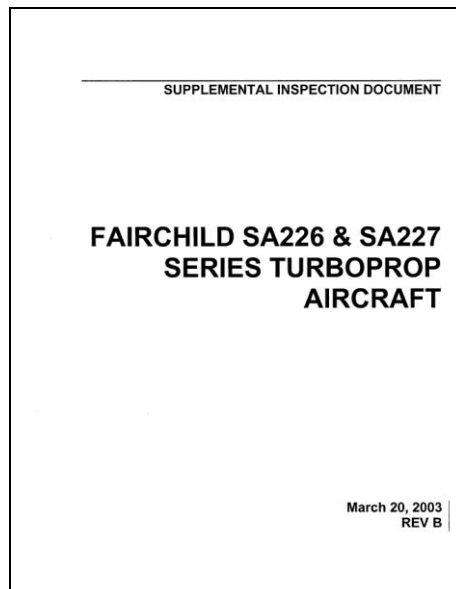 SUPPLEMENTAL INSPECTION DOCUMENT
FAIRCHILD SA226 & SA227
SERIES TURBOPROP
AIRCRAFT
March 20, 2003
REV B